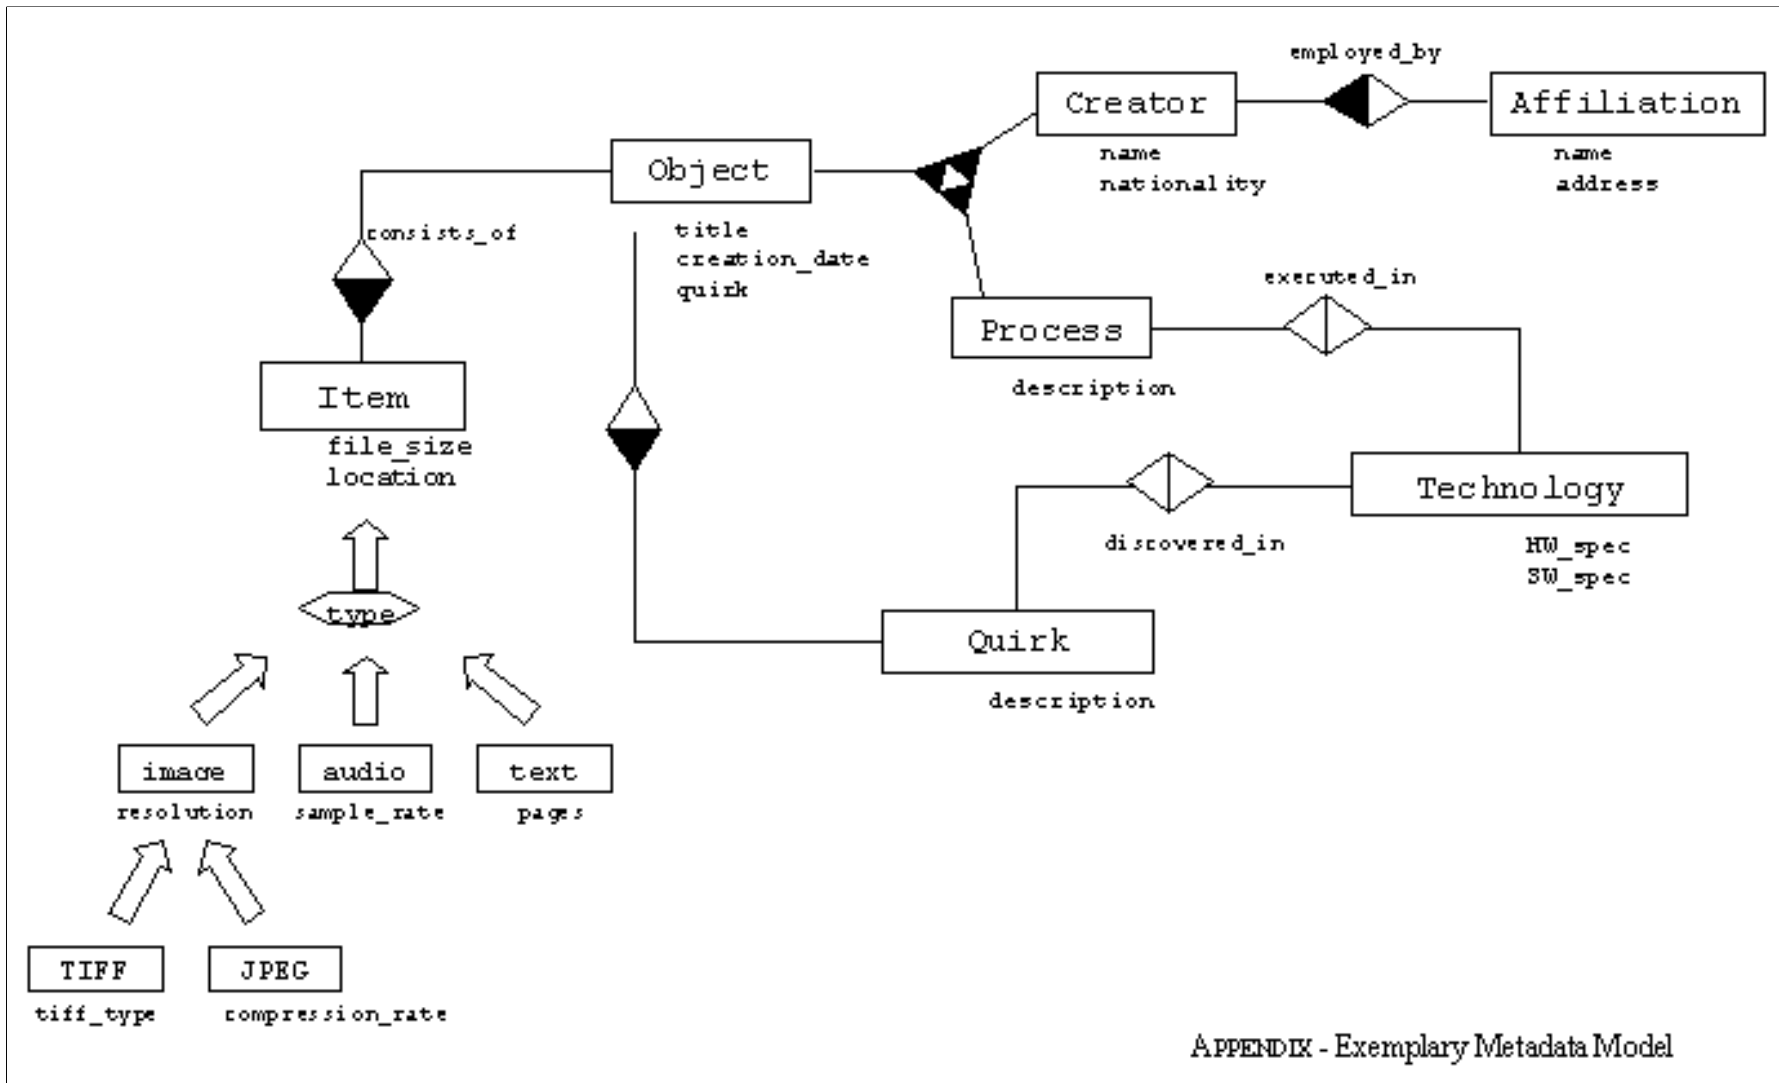 employed_by
Creator
Affiliation
name
nationality
name
address
Object
title
creation_date
quirk
consists_of
executed_in
Process
description
Item
file_size
location
Technology
HW_spec
SW_spec
discovered_in
type
Quirk
description
image
audio
text
resolution
sample_rate
pages
TIFF
JPEG
tiff_type
compression_rate
APPENDIX - Exemplary Metadata Model